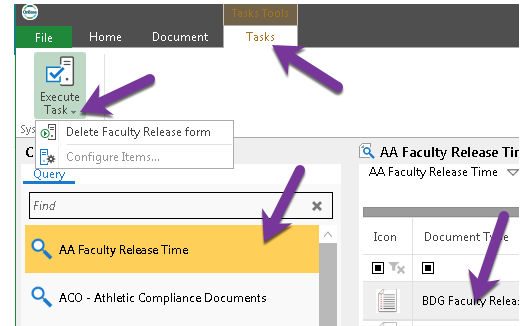 OnBase
Tasks Tools
File Home Document Tasks
Execute
Task
Sys
Delete Faculty Release form
Configure Items...
C
Query
Find
AA Faculty Release Time
ACO - Athletic Compliance Documents
AA Faculty Release Tim
AA Faculty Release Time
Icon Document Type
BDG Faculty Relea